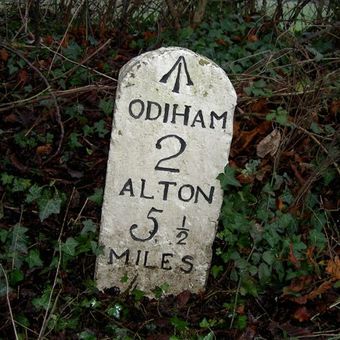 ODIHAM
2
ALTON
5 ½
MILES